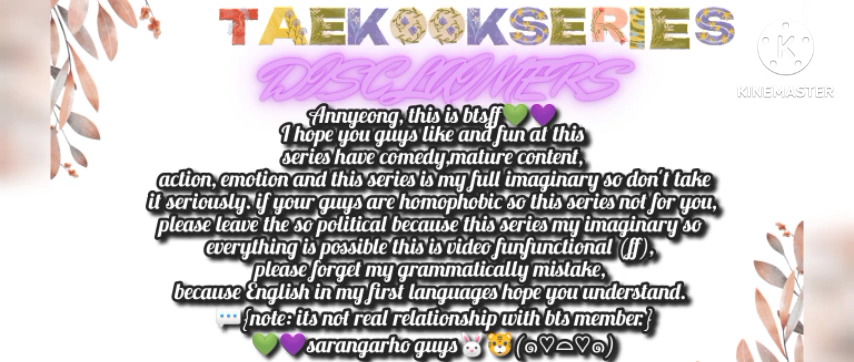 TAEKOOKSERIES
DISCLIOMERS
KINEMASTER
Annyeong, this is btsff💚💜
I hope you guys like and fun at this
series have comedy,mature content,
action, emotion and this series is my full imaginary so don't take
it seriously. if your guys are homophobic so this series not for you,
please leave the so political because this series my imaginary so
everything is possible this is video funfunctional (ff),
please forget my grammatically mistake,
because English in my first languages hope you understand.
💬{note: its not real relationship with bts member.}
💚💜sarangarho guys 🐰🐯(๑♡⌓♡๑)